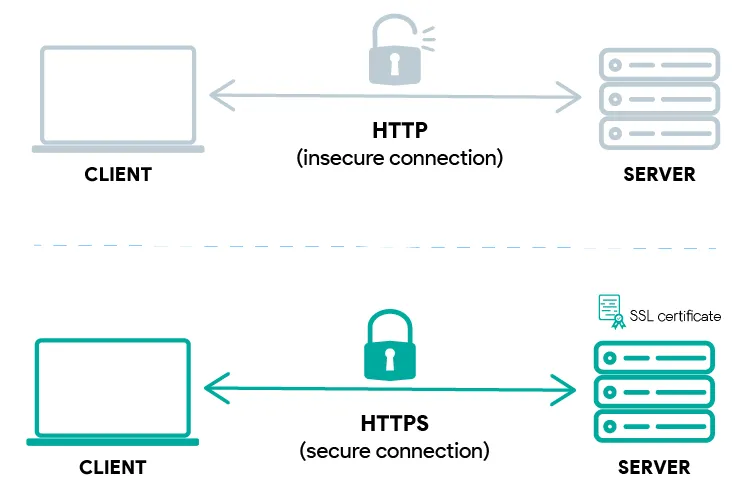 HTTP
(insecure connection)
CLIENT
SERVER
SSL certificate
HTTPS
(secure connection)
CLIENT
SERVER